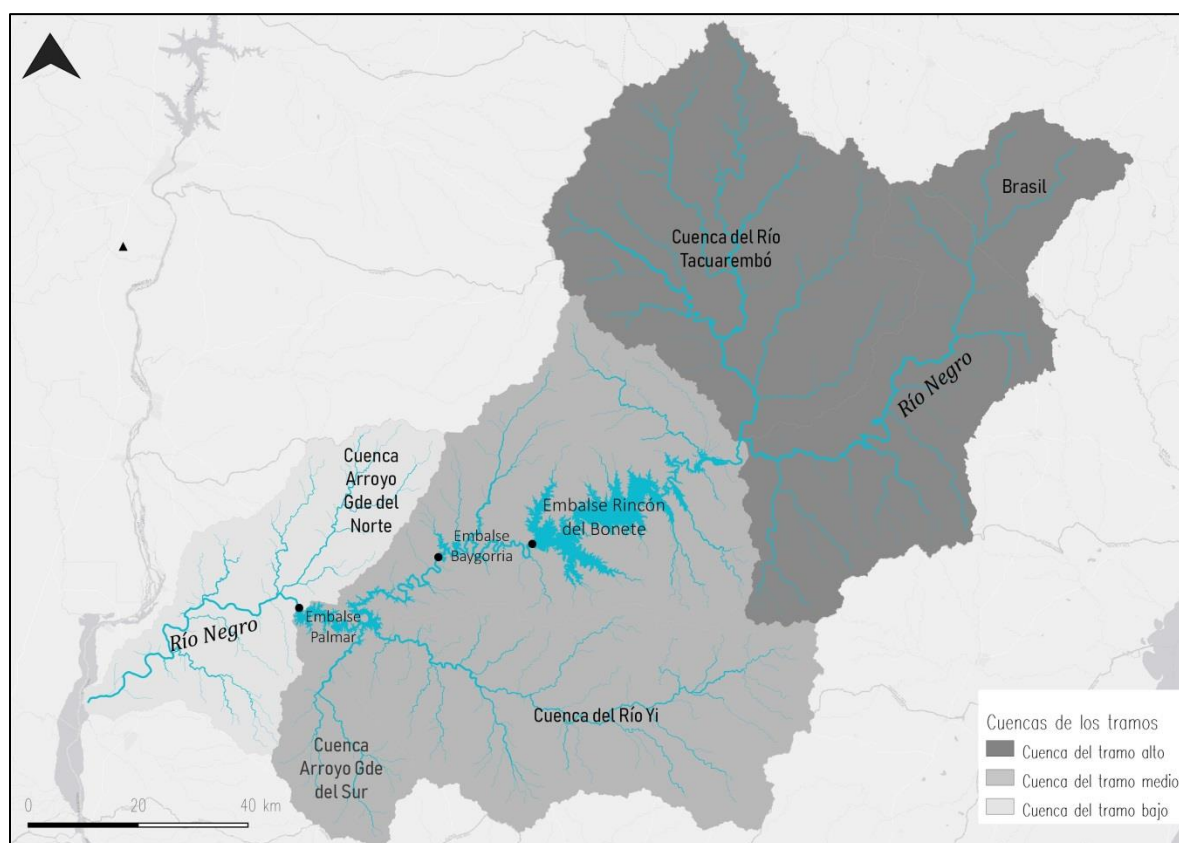 Brasil
Cuenca del Río
Tacuarembó
Río Negro
Cuenca
Arroyo
Gde del
Norte
Embalse Rincón
del Bonete
Embalse
Baygorria
Embalse
Palmar
Río Negro
Cuenca del Río Yi
Cuenca
Arroyo Gde
del Sur
Cuencas de los tramos
Cuenca del tramo alto
Cuenca del tramo medio
Cuenca del tramo bajo
0 20 40 km